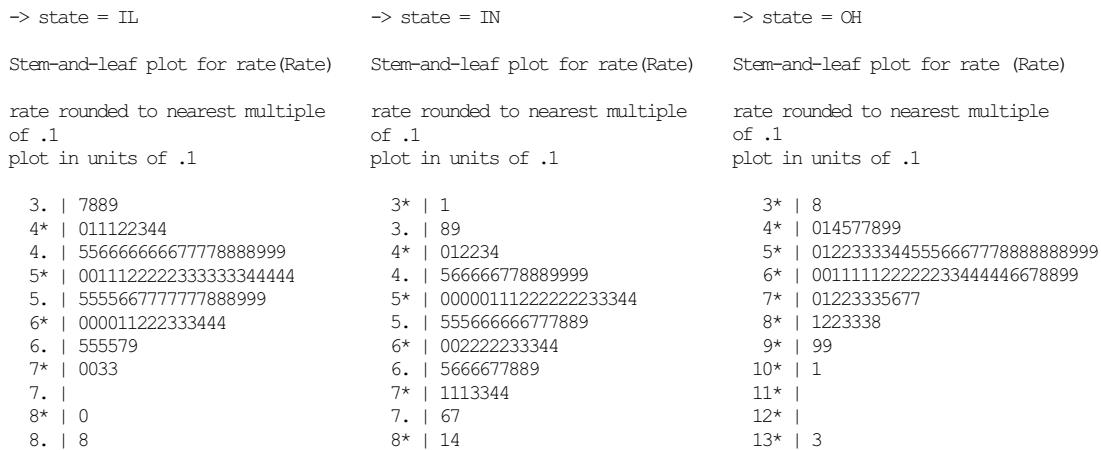 -> state = IL
Stem-and-leaf plot for rate(Rate)
rate rounded to nearest multiple
of .1
plot in units of .1
3. | 7889
4* | 011122344
4. | 55666666677778888999
5* | 00111222223333333344444
5. | 5555667777777888999
6* | 000011222333444
6. | 555579
7* | 0033
7. |
8* | 0
8. | 8
-> state = IN
Stem-and-leaf plot for rate(Rate)
rate rounded to nearest multiple
of .1
plot in units of .1
3* | 1
3. | 89
4* | 012234
4. | 566666778889999
5* | 00000111222222233344
5. | 555666666777889
6* | 002222233344
6. | 5666677889
7* | 1113344
7. | 67
8* | 14
-> state = OH
Stem-and-leaf plot for rate (Rate)
rate rounded to nearest multiple
of .1
plot in units of .1
3* | 8
4* | 014577899
5* | 01223333445556667778888888999
6* | 001111122222233444446678899
7* | 01223335677
8* | 1223338
9* | 99
10* | 1
11* |
12* |
13* | 3